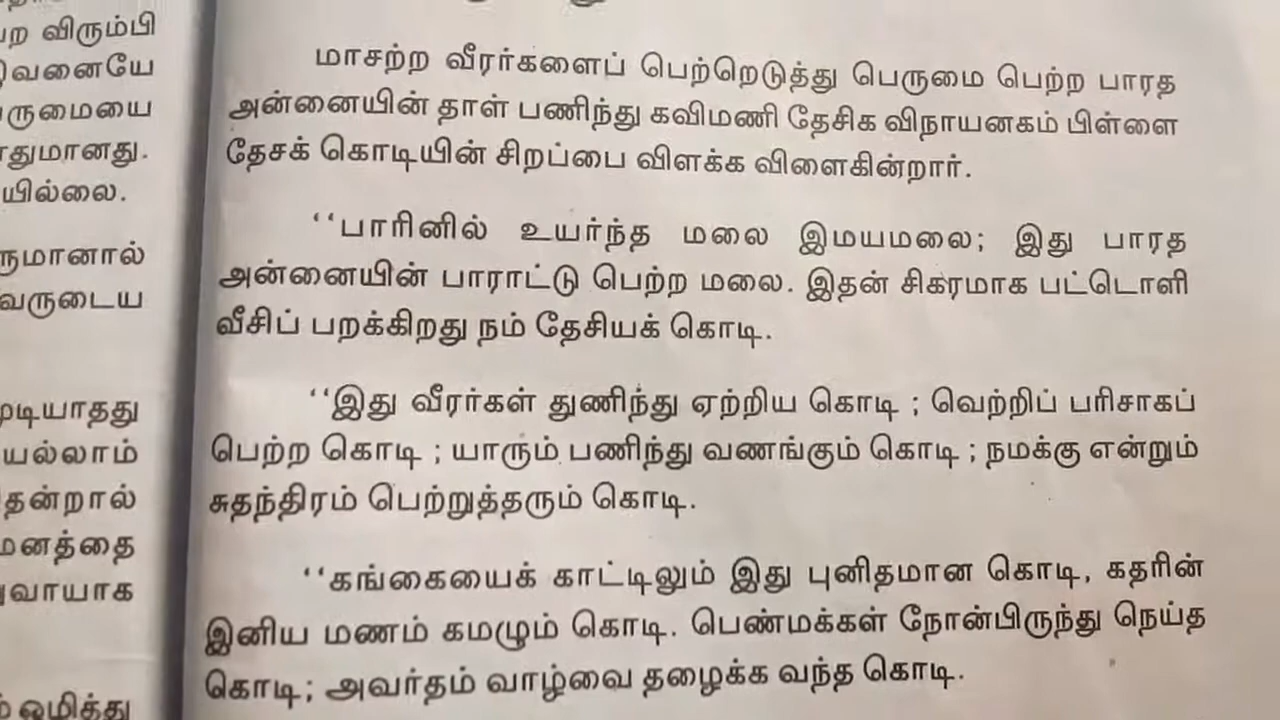 விரும்பி
மாசற்ற வீரர்களைப் பெற்றெடுத்து பெருமை பெற்ற பாரத
அன்னையின் தாள் பணிந்து கவிமணி தேசிக விநாயனகம் பிள்ளை
தேசக் கொடியின் சிறப்பை விளக்க விளைகின்றார்.
‘‘பாரினில் உயர்ந்த மலை இமயமலை; இது பாரத
அன்னையின் பாராட்டு பெற்ற மலை. இதன் சிகரமாக பட்டொளி
வீசிப் பறக்கிறது நம் தேசியக் கொடி.
‘‘இது வீரர்கள் துணிந்து ஏற்றிய கொடி ; வெற்றிப் பரிசாகப்
பெற்ற கொடி ; யாரும் பணிந்து வணங்கும் கொடி ; நமக்கு என்றும்
சுதந்திரம் பெற்றுத்தரும் கொடி.
‘‘கங்கையைக் காட்டிலும் இது புனிதமான கொடி, கதரின்
இனிய மணம் கமழும் கொடி. பெண்மக்கள் நோன்பிருந்து நெய்த
கொடி; அவர்தம் வாழ்வை தழைக்க வந்த கொடி.